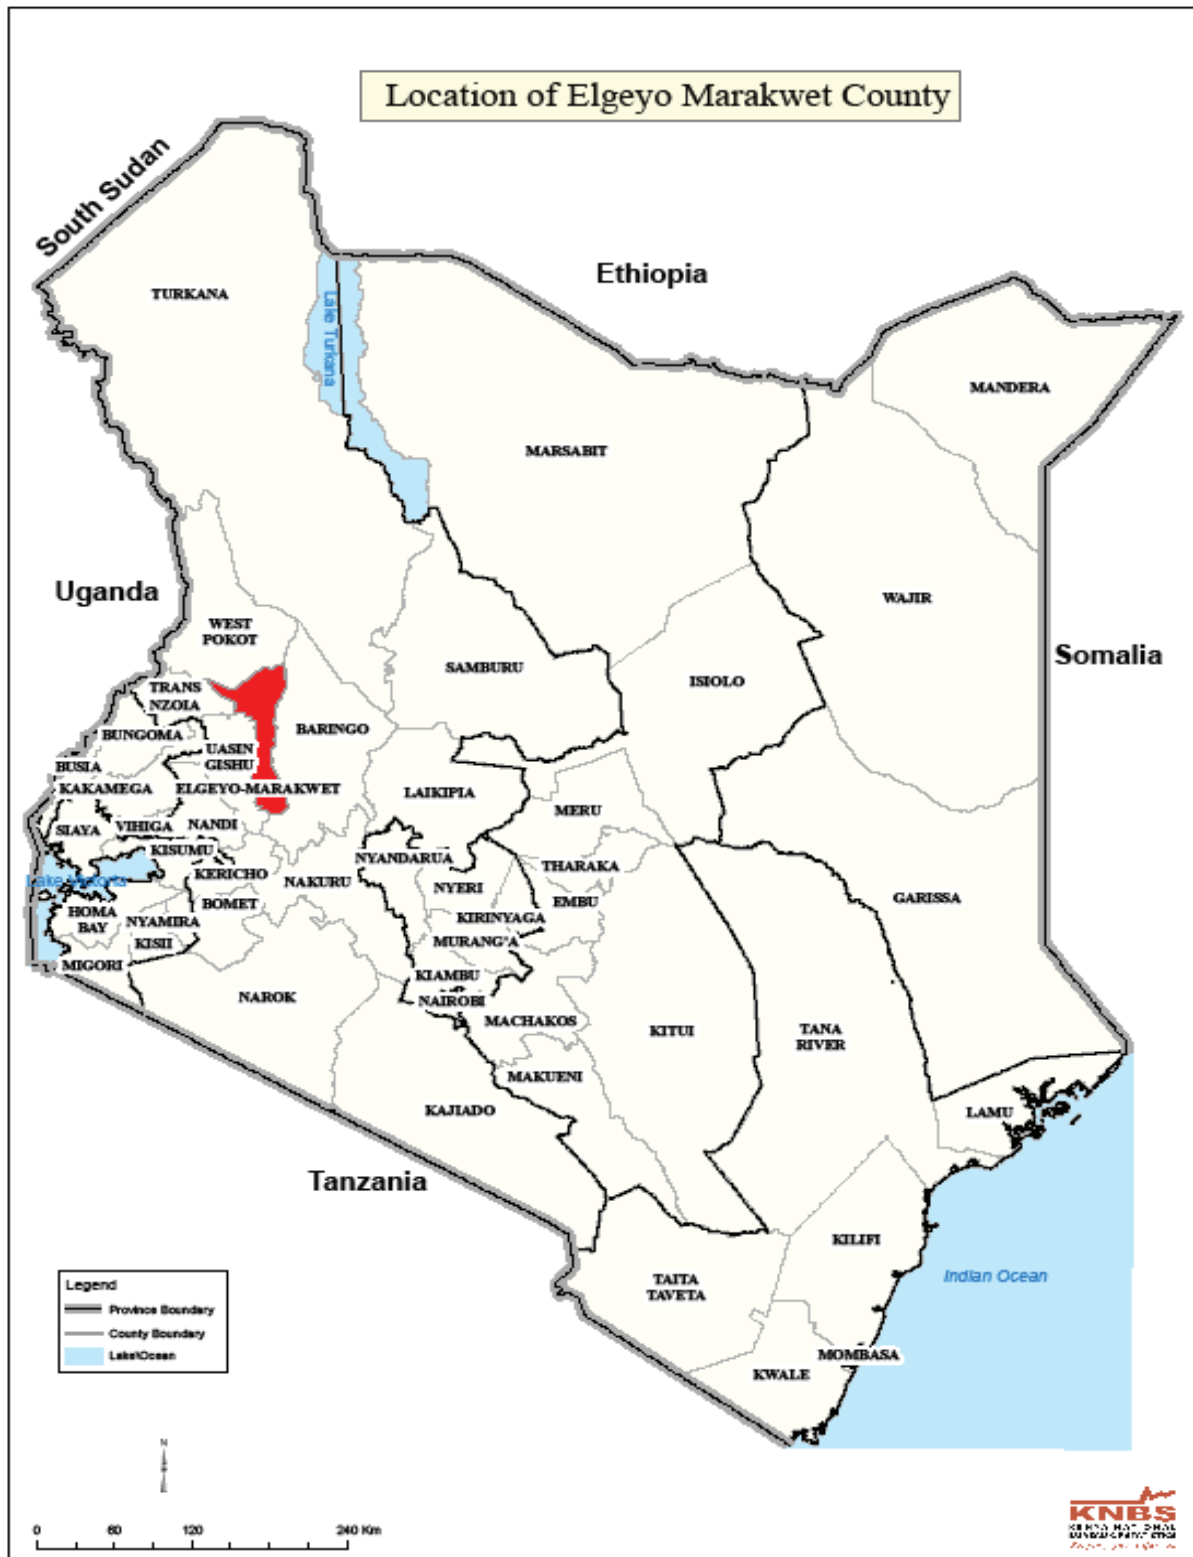 Location of Elgeyo Marakwet County
South Sudan
Ethiopia
TURKANA
Lake Turkana
MANDERA
MARSABIT
Uganda
WAJIR
WEST
POKOT
Somalia
SAMBURU
ISIOLO
TRANS
NZOIA
BARINGO
BUNGOMA
UASIN
GISHU
BUSIA
KAKAMEGA
ELGEYO-MARAKWET
LAIKIPIA
MERU
SIAYA
VIHIGA
NANDI
KISUMU
NYANDARUA
THARAKA
KERICHO
NAKURU
NYERI
Lake Victoria
BOMET
EMBU
GARISSA
HOMA
BAY
NYAMIRA
KIRINYAGA
KISII
MURANG'A
MIGORI
KIAMBU
NAROK
NAIROBI
MACHAKOS
KITUI
TANA
RIVER
MAKUENI
KAJIADO
LAMU
Tanzania
KILIFI
TAITA
TAVETA
Indian Ocean
MOMBASA
KWALE
Legend
Province Boundary
County Boundary
Lake\Ocean
N
0 60 120 240 Km
KNBS
KENYA NATIONAL